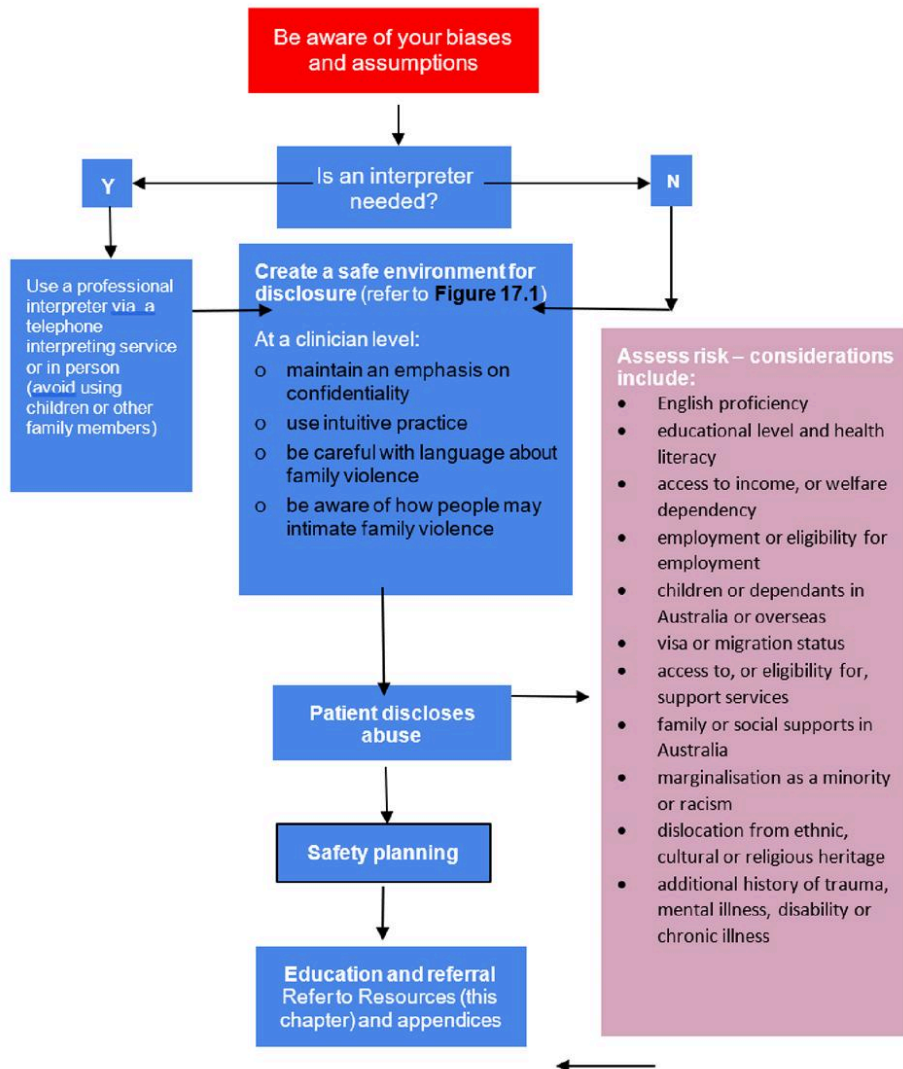 Be aware of your biases
and assumptions
Is an interpreter
needed?
Y
N
Use a professional
interpreter via a
telephone
interpreting service
or in person
(avoid using
children or other
family members)
Create a safe environment for
disclosure (refer to Figure 17.1)
At a clinician level:
o maintain an emphasis on
confidentiality
o use intuitive practice
o be careful with language about
family violence
o be aware of how people may
intimate family violence
Assess risk – considerations
include:
• English proficiency
• educational level and health
literacy
• access to income, or welfare
dependency
• employment or eligibility for
employment
• children or dependants in
Australia or overseas
• visa or migration status
• access to, or eligibility for,
support services
• family or social supports in
Australia
• marginalisation as a minority
or racism
• dislocation from ethnic,
cultural or religious heritage
• additional history of trauma,
mental illness, disability or
chronic illness
Patient discloses
abuse
Safety planning
Education and referral
Refer to Resources (this
chapter) and appendices